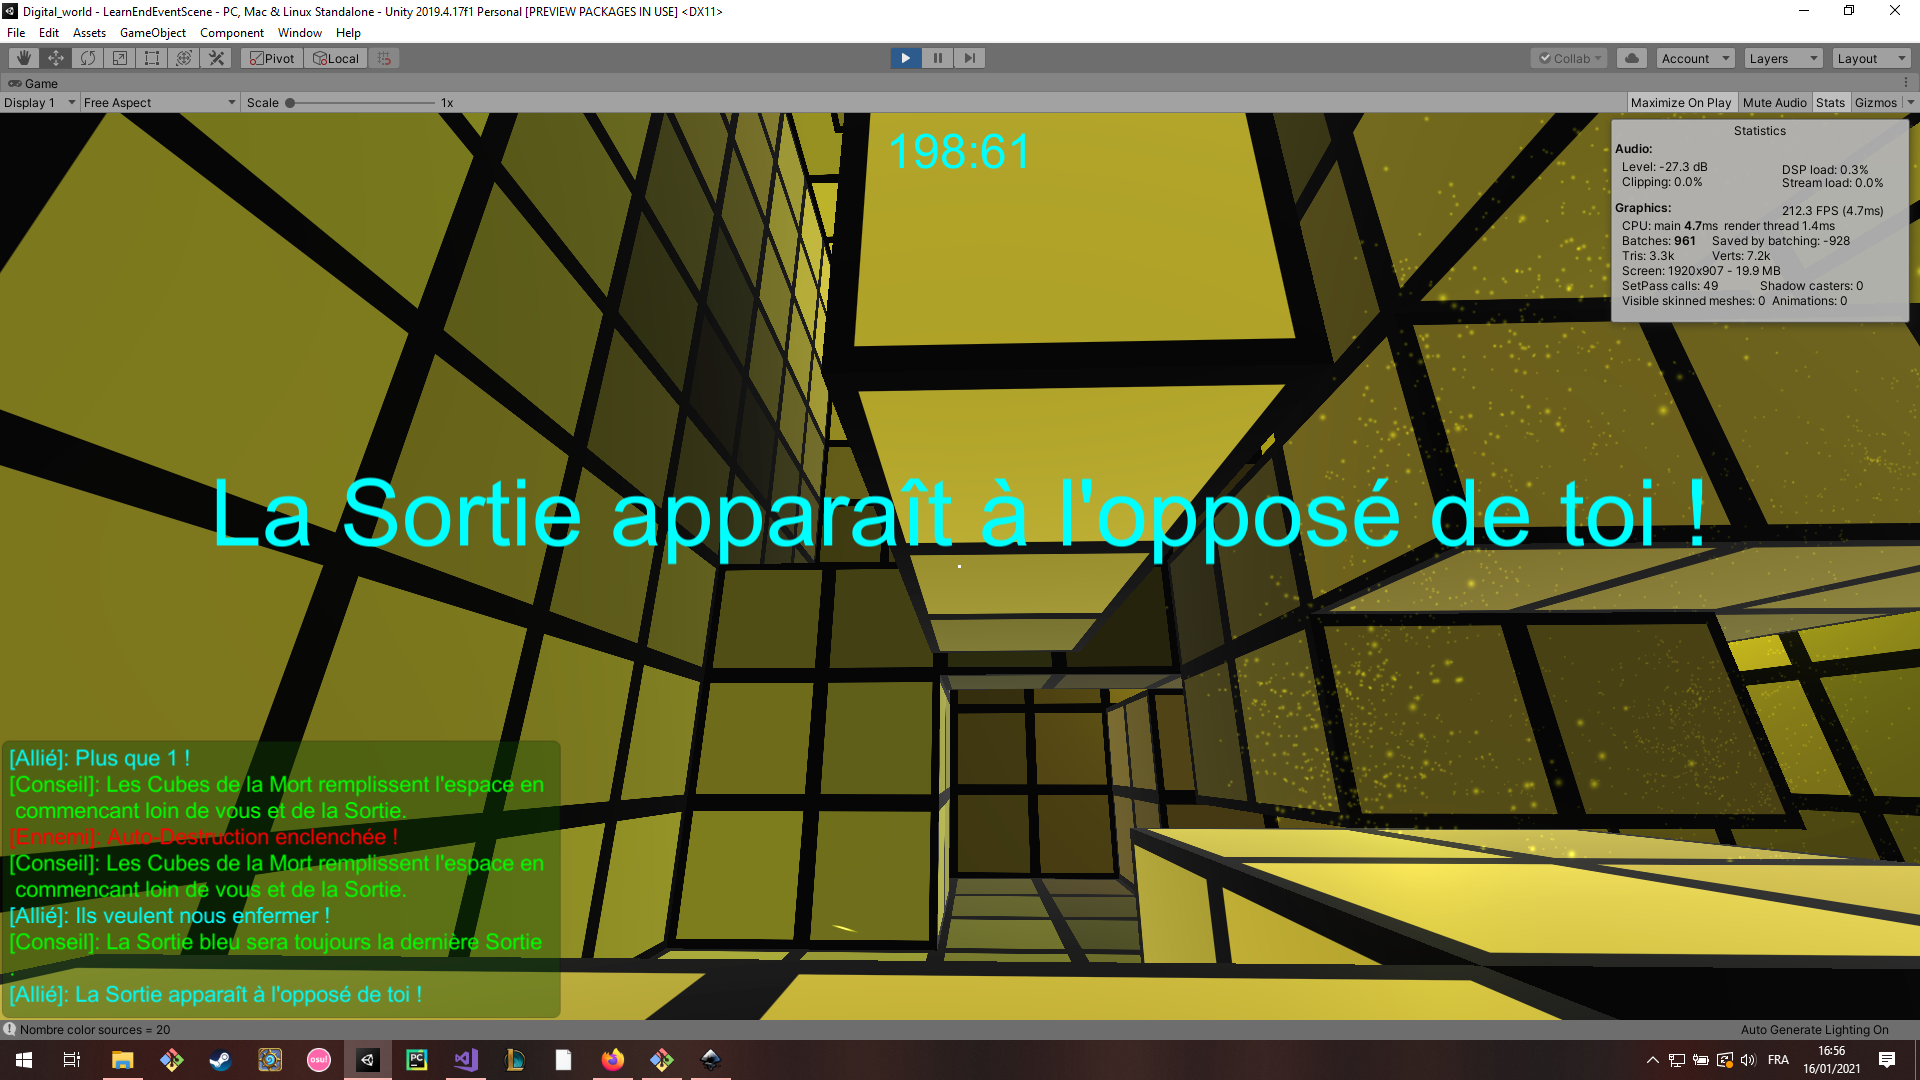 Digital_world - LearnEndEventScene - PC, Mac & Linux Standalone - Unity 2019.4.17f1 Personal [PREVIEW PACKAGES IN USE] <DX11>
File Edit Assets GameObject Component Window Help
Pivot Local Collab Account Layers Layout
Game
Display 1 Free Aspect Scale 1x Maximize On Play Mute Audio Stats Gizmos
198:61
Statistics
Audio:
Level: -27.3 dB DSP load: 0.3%
Clipping: 0.0% Stream load: 0.0%
Graphics: 212.3 FPS (4.7ms)
CPU: main 4.7ms render thread 1.4ms
Batches: 961 Saved by batching: -928
Tris: 3.3k Verts: 7.2k
Screen: 1920x907 - 19.9 MB
SetPass calls: 49 Shadow casters: 0
Visible skinned meshes: 0 Animations: 0
La Sortie apparaît à l'opposé de toi !
[Allié]: Plus que 1 !
[Conseil]: Les Cubes de la Mort remplissent l'espace en
commencant loin de vous et de la Sortie.
[Ennemi]: Auto-Destruction enclenchée !
[Conseil]: Les Cubes de la Mort remplissent l'espace en
commencant loin de vous et de la Sortie.
[Allié]: Ils veulent nous enfermer !
[Conseil]: La Sortie bleu sera toujours la dernière Sortie
.
[Allié]: La Sortie apparaît à l'opposé de toi !
Nombre color sources = 20 Auto Generate Lighting On
osu! PC FRA 16:56
16/01/2021